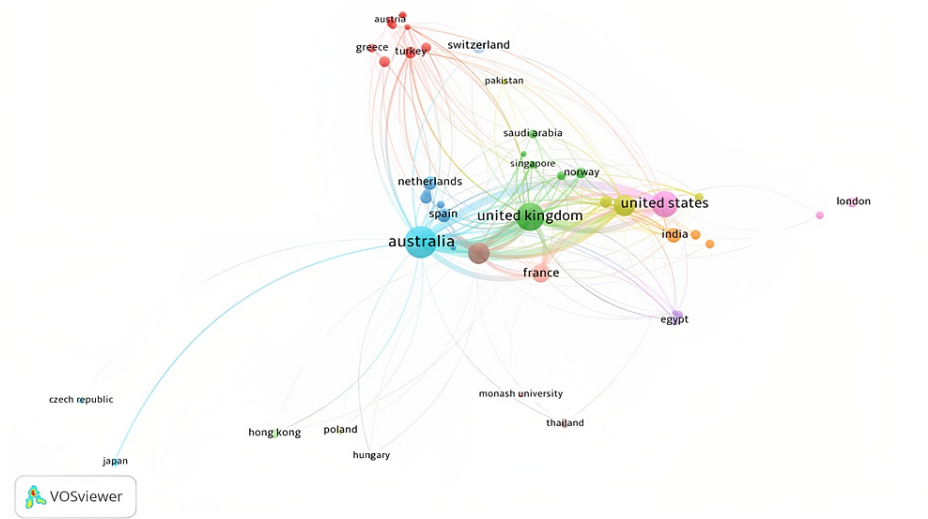 austria
greece
turkey
switzerland
pakistan
saudi arabia
singapore
norway
netherlands
spain
united kingdom
united states
london
australia
india
france
egypt
czech republic
monash university
thailand
hong kong
poland
hungary
japan
VOSviewer